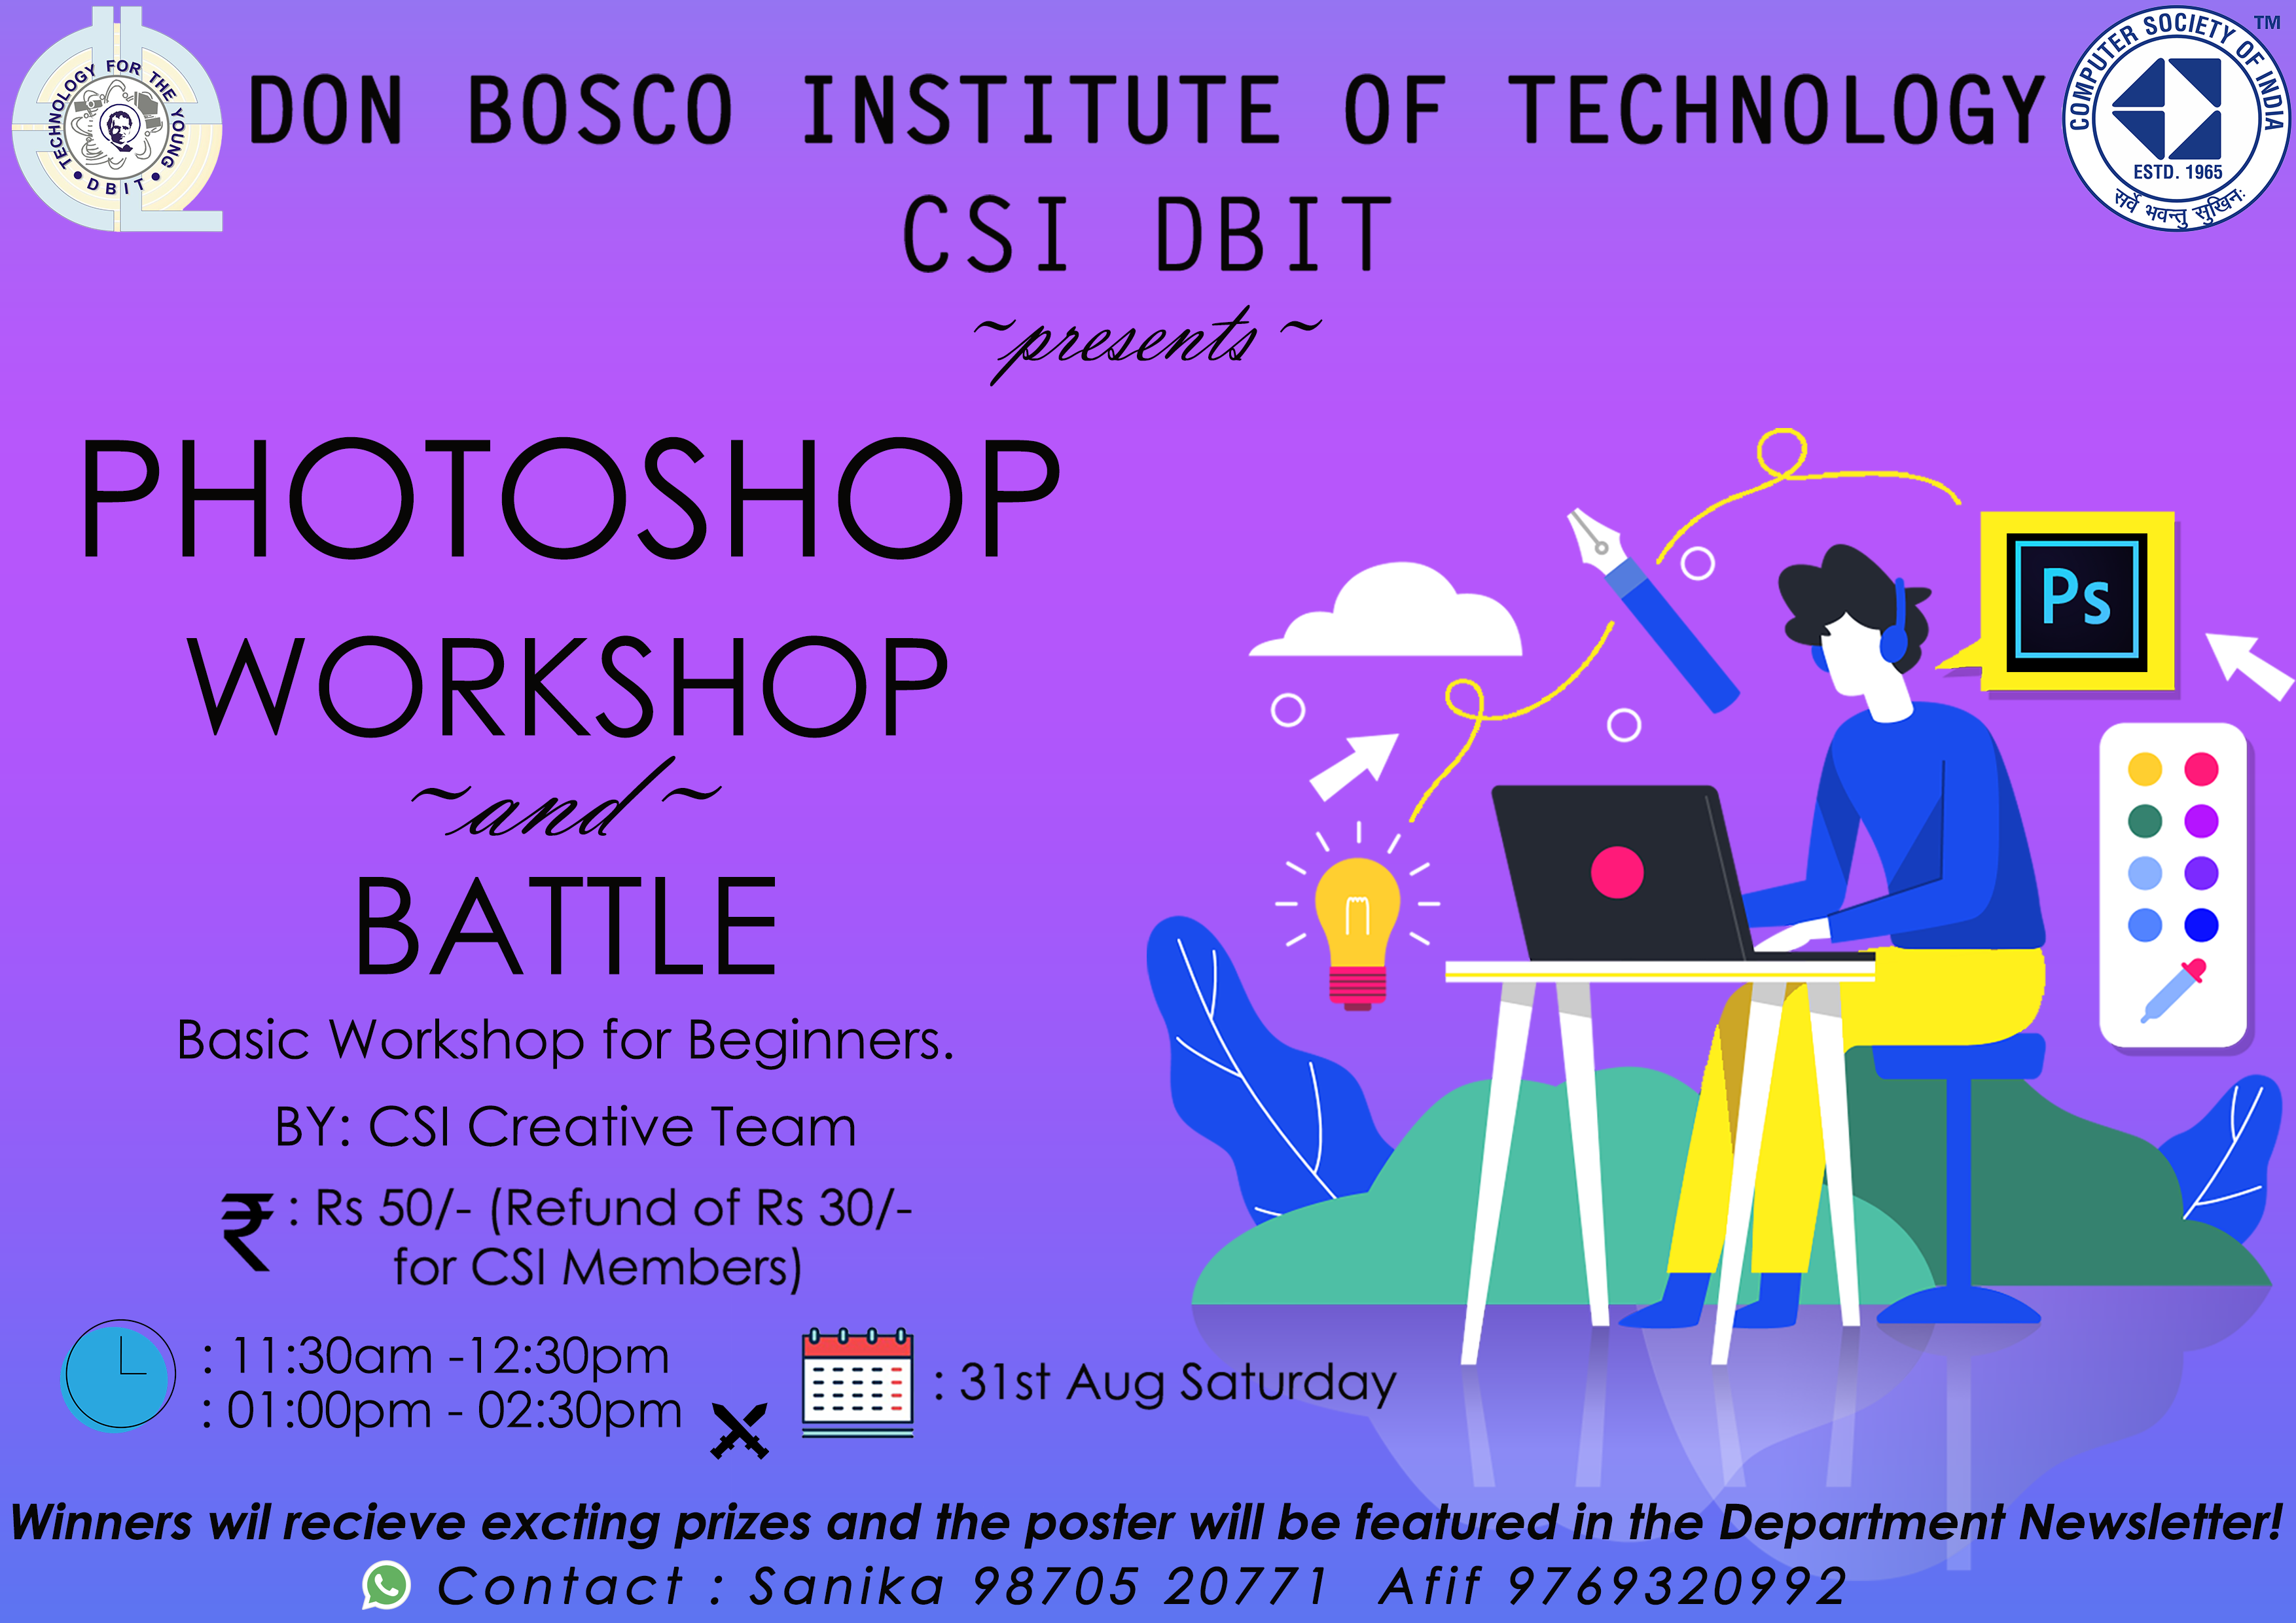 TECHNOLOGY FOR THE YOUNG
• DBIT •
DON BOSCO INSTITUTE OF TECHNOLOGY
COMPUTER SOCIETY OF INDIA
TM
ESTD. 1965
सर्वे भवन्तु सुखिनः
CSI DBIT
~presents~
PHOTOSHOP
WORKSHOP
~and~
BATTLE
Ps
Basic Workshop for Beginners.
BY: CSI Creative Team
₹ : Rs 50/- (Refund of Rs 30/-
for CSI Members)
: 11:30am -12:30pm
: 01:00pm - 02:30pm
: 31st Aug Saturday
Winners wil recieve excting prizes and the poster will be featured in the Department Newsletter!
Contact : Sanika 98705 20771 Afif 9769320992